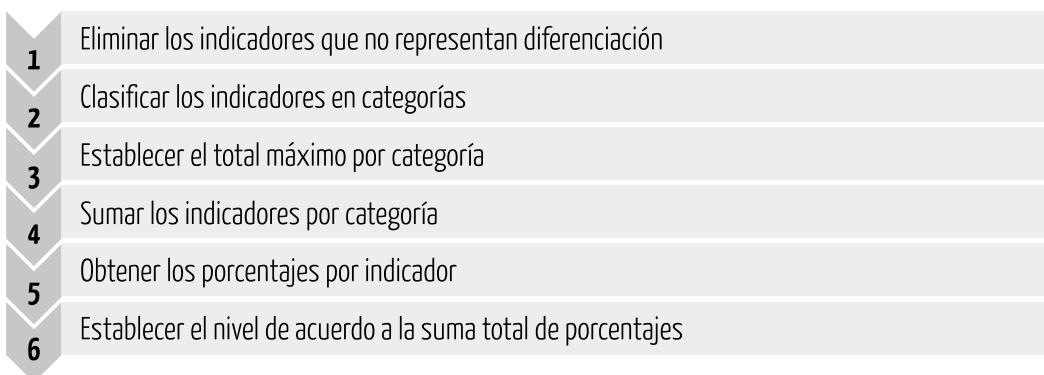 1 Eliminar los indicadores que no representan diferenciación
2 Clasificar los indicadores en categorías
3 Establecer el total máximo por categoría
4 Sumar los indicadores por categoría
5 Obtener los porcentajes por indicador
6 Establecer el nivel de acuerdo a la suma total de porcentajes